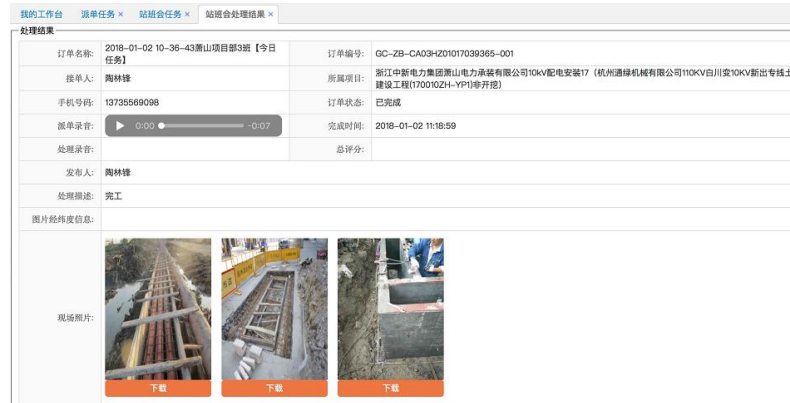 我的工作台 派单任务 × 站班会任务 × 站班会处理结果 ×
处理结果
订单名称: 2018-01-02 10-36-43萧山项目部3班【今日
任务】
订单编号: GC-ZB-CA03HZ01017039365-001
接单人: 陶林锋
所属项目: 浙江中新电力集团萧山电力承装有限公司10kV配电安装17（杭州通绿机械有限公司110KV白川变10KV新出专线土
建设工程(170010ZH-YP1)非开挖）
手机号码: 13735569098
订单状态: 已完成
派单录音: 0:00 -0:07
完成时间: 2018-01-02 11:18:59
处理录音:
总评分:
发布人: 陶林锋
处理描述: 完工
图片经纬度信息:
现场照片:
下载 下载 下载